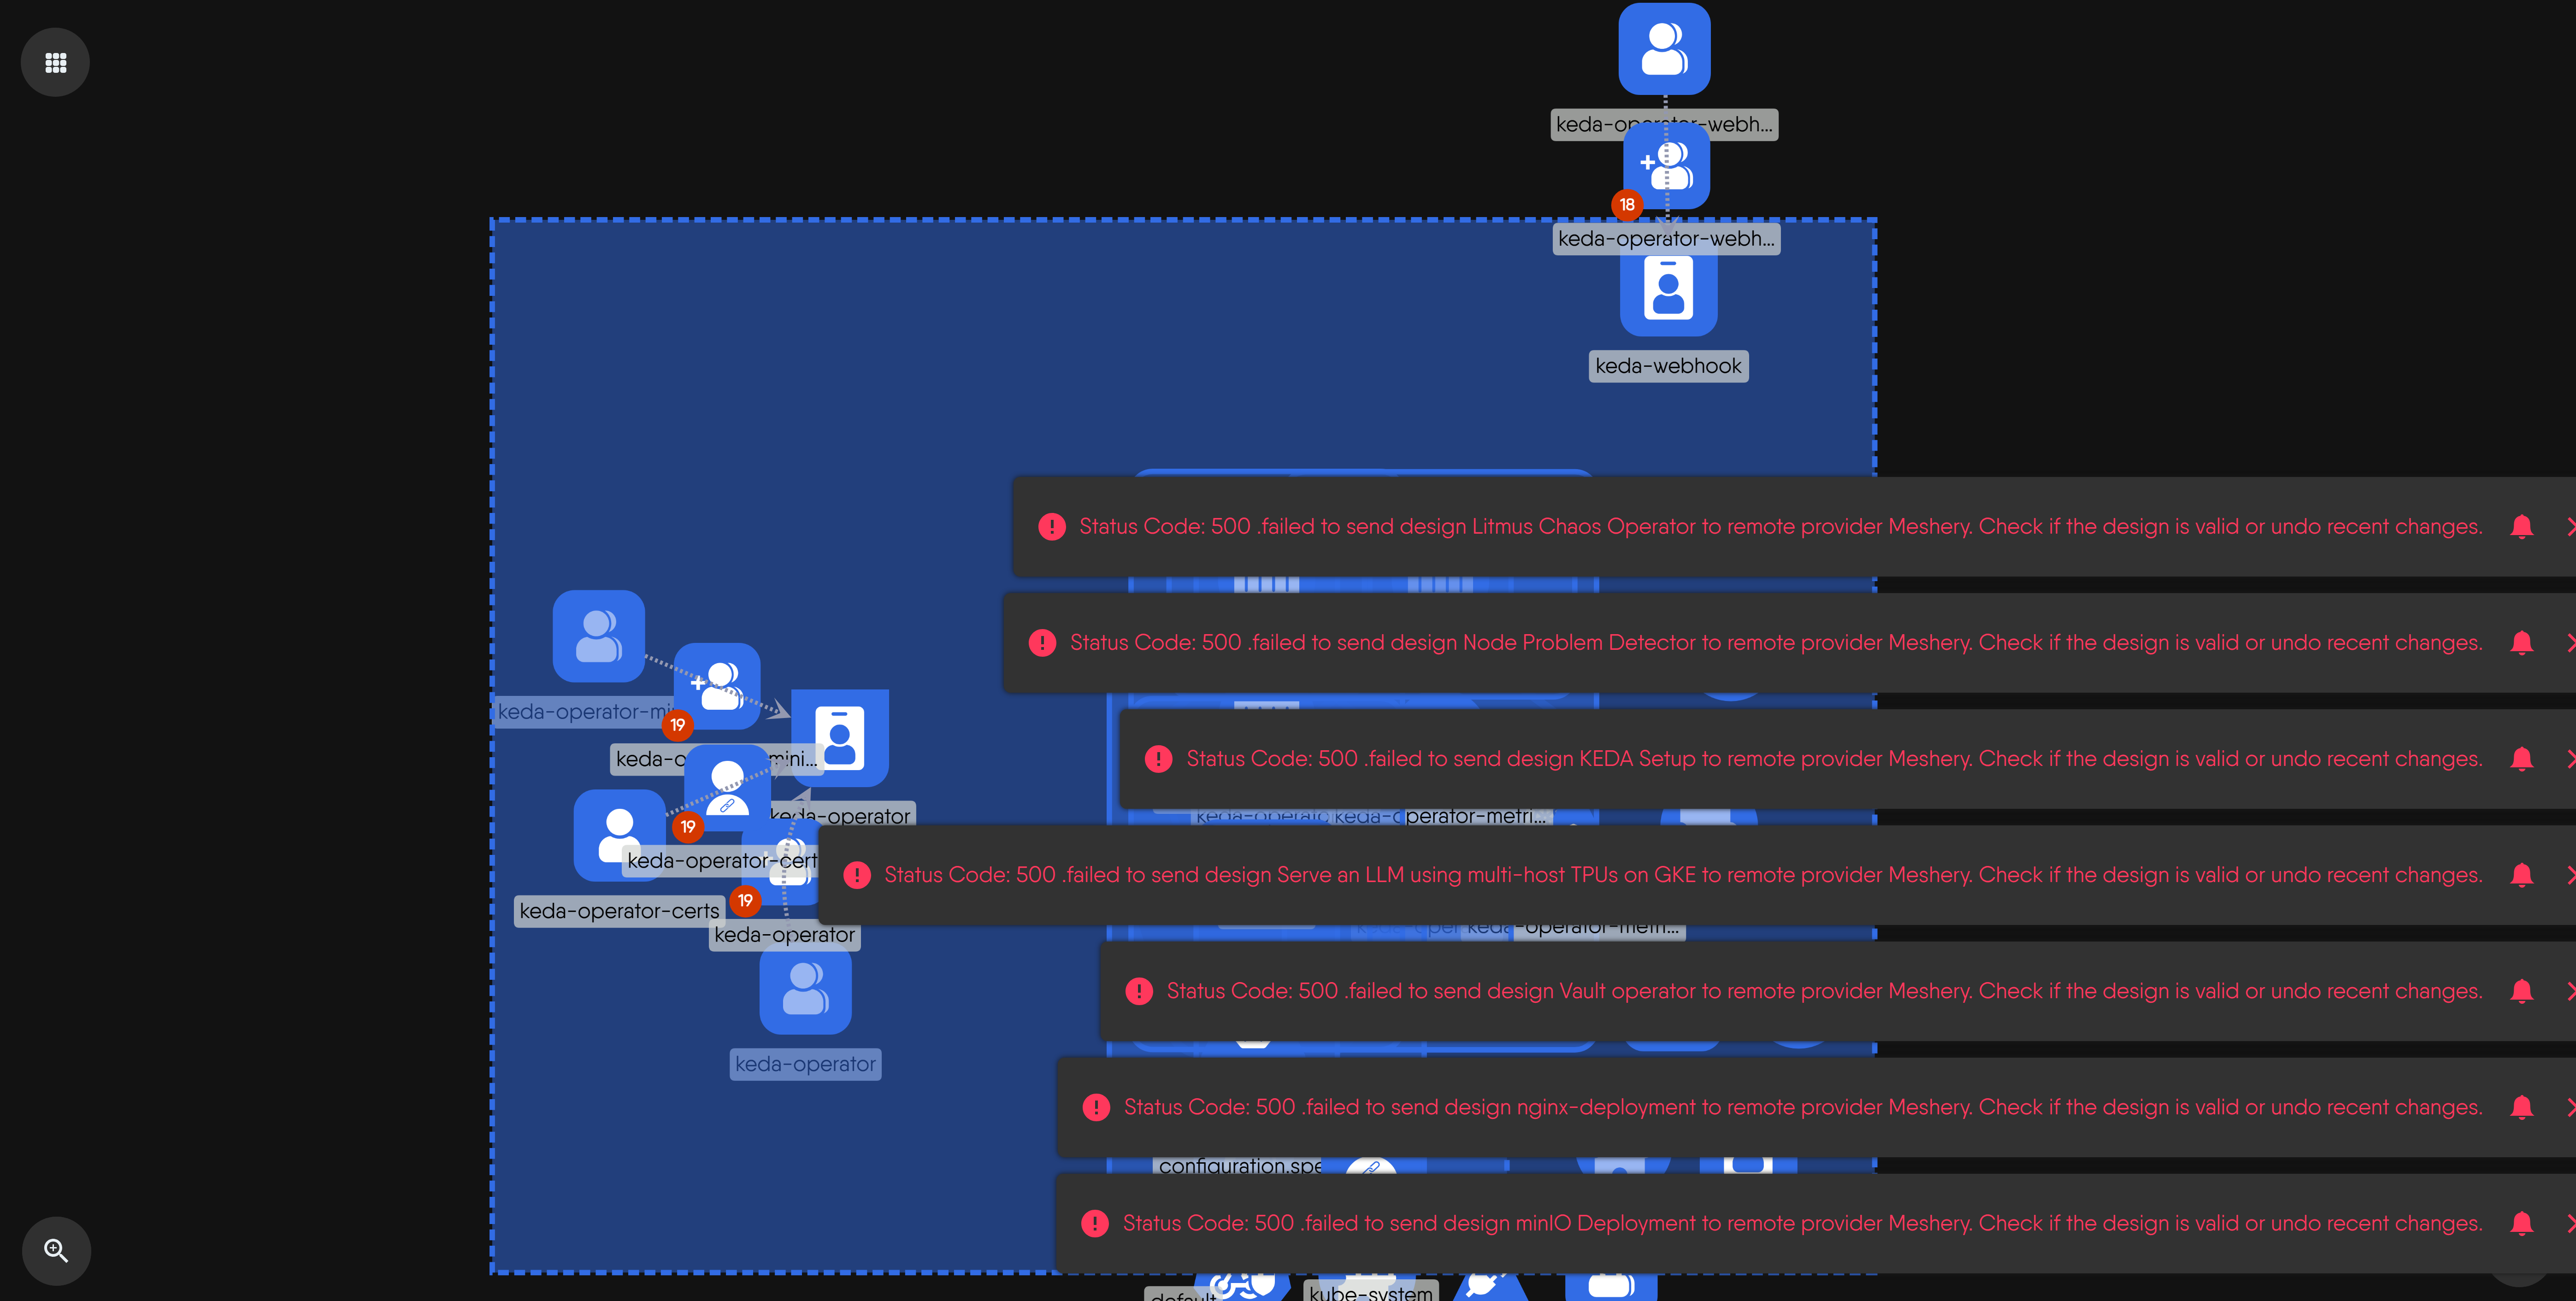 keda-operator-webh...
18
keda-operator-webh...
keda-webhook
Status Code: 500 .failed to send design Litmus Chaos Operator to remote provider Meshery. Check if the design is valid or undo recent changes.
Status Code: 500 .failed to send design Node Problem Detector to remote provider Meshery. Check if the design is valid or undo recent changes.
keda-operator-mi
19
keda-o mini...
Status Code: 500 .failed to send design KEDA Setup to remote provider Meshery. Check if the design is valid or undo recent changes.
keda-operator
19
keda-operator-cert
Status Code: 500 .failed to send design Serve an LLM using multi-host TPUs on GKE to remote provider Meshery. Check if the design is valid or undo recent changes.
19
keda-operator-certs
keda-operator
Status Code: 500 .failed to send design Vault operator to remote provider Meshery. Check if the design is valid or undo recent changes.
keda-operator
Status Code: 500 .failed to send design nginx-deployment to remote provider Meshery. Check if the design is valid or undo recent changes.
configuration.spe
Status Code: 500 .failed to send design minIO Deployment to remote provider Meshery. Check if the design is valid or undo recent changes.
default
kube-system